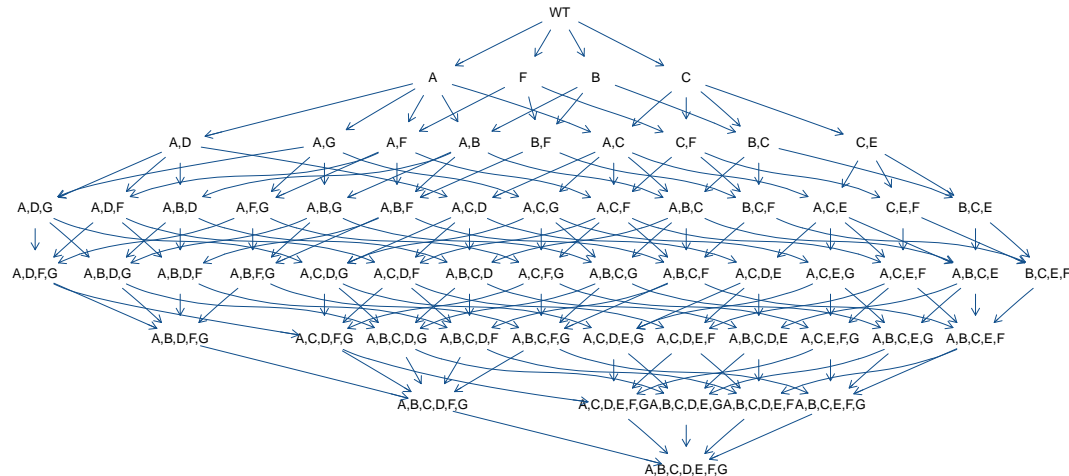 WT
A F B C
A,D A,G A,F A,B B,F A,C C,F B,C C,E
A,D,G A,D,F A,B,D A,F,G A,B,G A,B,F A,C,D A,C,G A,C,F A,B,C B,C,F A,C,E C,E,F B,C,E
A,D,F,G A,B,D,G A,B,D,F A,B,F,G A,C,D,G A,C,D,F A,B,C,D A,C,F,G A,B,C,G A,B,C,F A,C,D,E A,C,E,G A,C,E,F A,B,C,E B,C,E,F
A,B,D,F,G A,C,D,F,G A,B,C,D,G A,B,C,D,F A,B,C,F,G A,C,D,E,G A,C,D,E,F A,B,C,D,E A,C,E,F,G A,B,C,E,G A,B,C,E,F
A,B,C,D,F,G A,C,D,E,F,G A,B,C,D,E,G A,B,C,D,E,F A,B,C,E,F,G
A,B,C,D,E,F,G